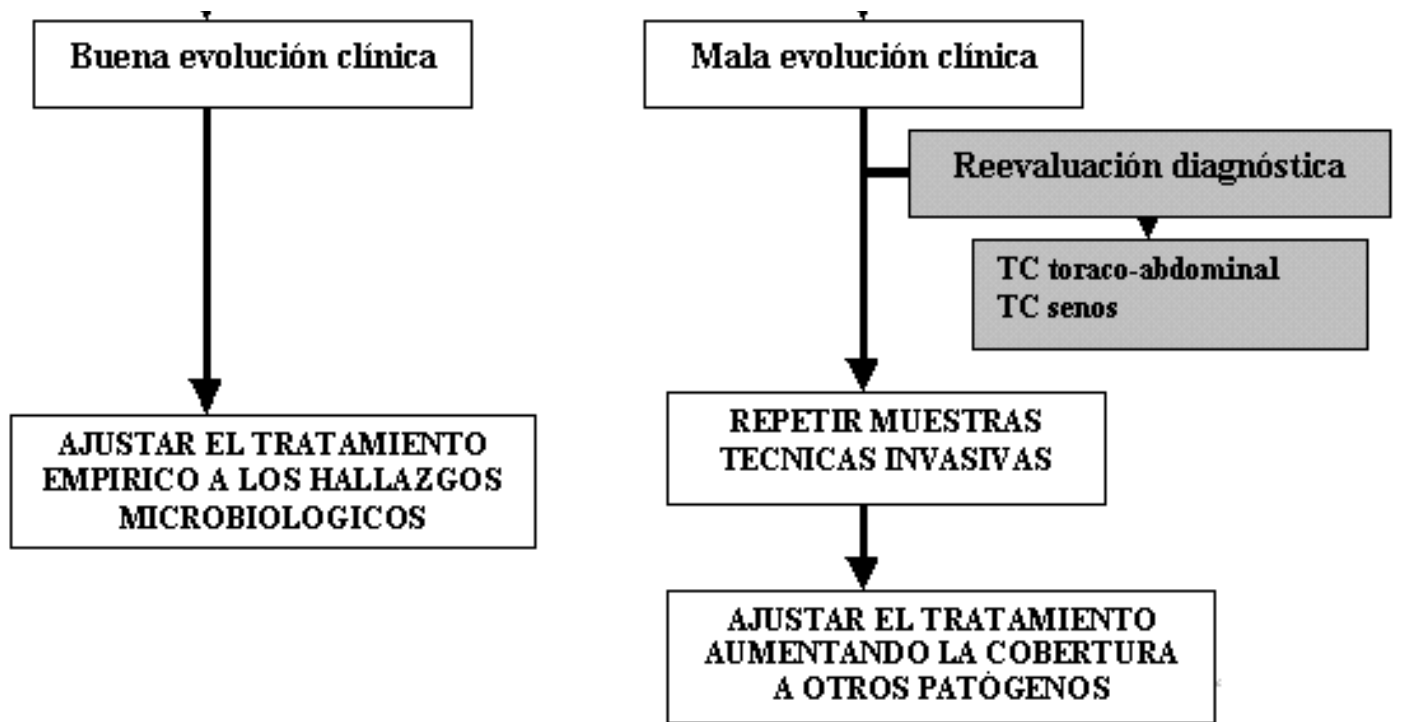 Buena evolución clínica
Mala evolución clínica
Reevaluación diagnóstica
TC toraco-abdominal
TC senos
AJUSTAR EL TRATAMIENTO
EMPIRICO A LOS HALLAZGOS
MICROBIOLOGICOS
REPETIR MUESTRAS
TECNICAS INVASIVAS
AJUSTAR EL TRATAMIENTO
AUMENTANDO LA COBERTURA
A OTROS PATÓGENOS